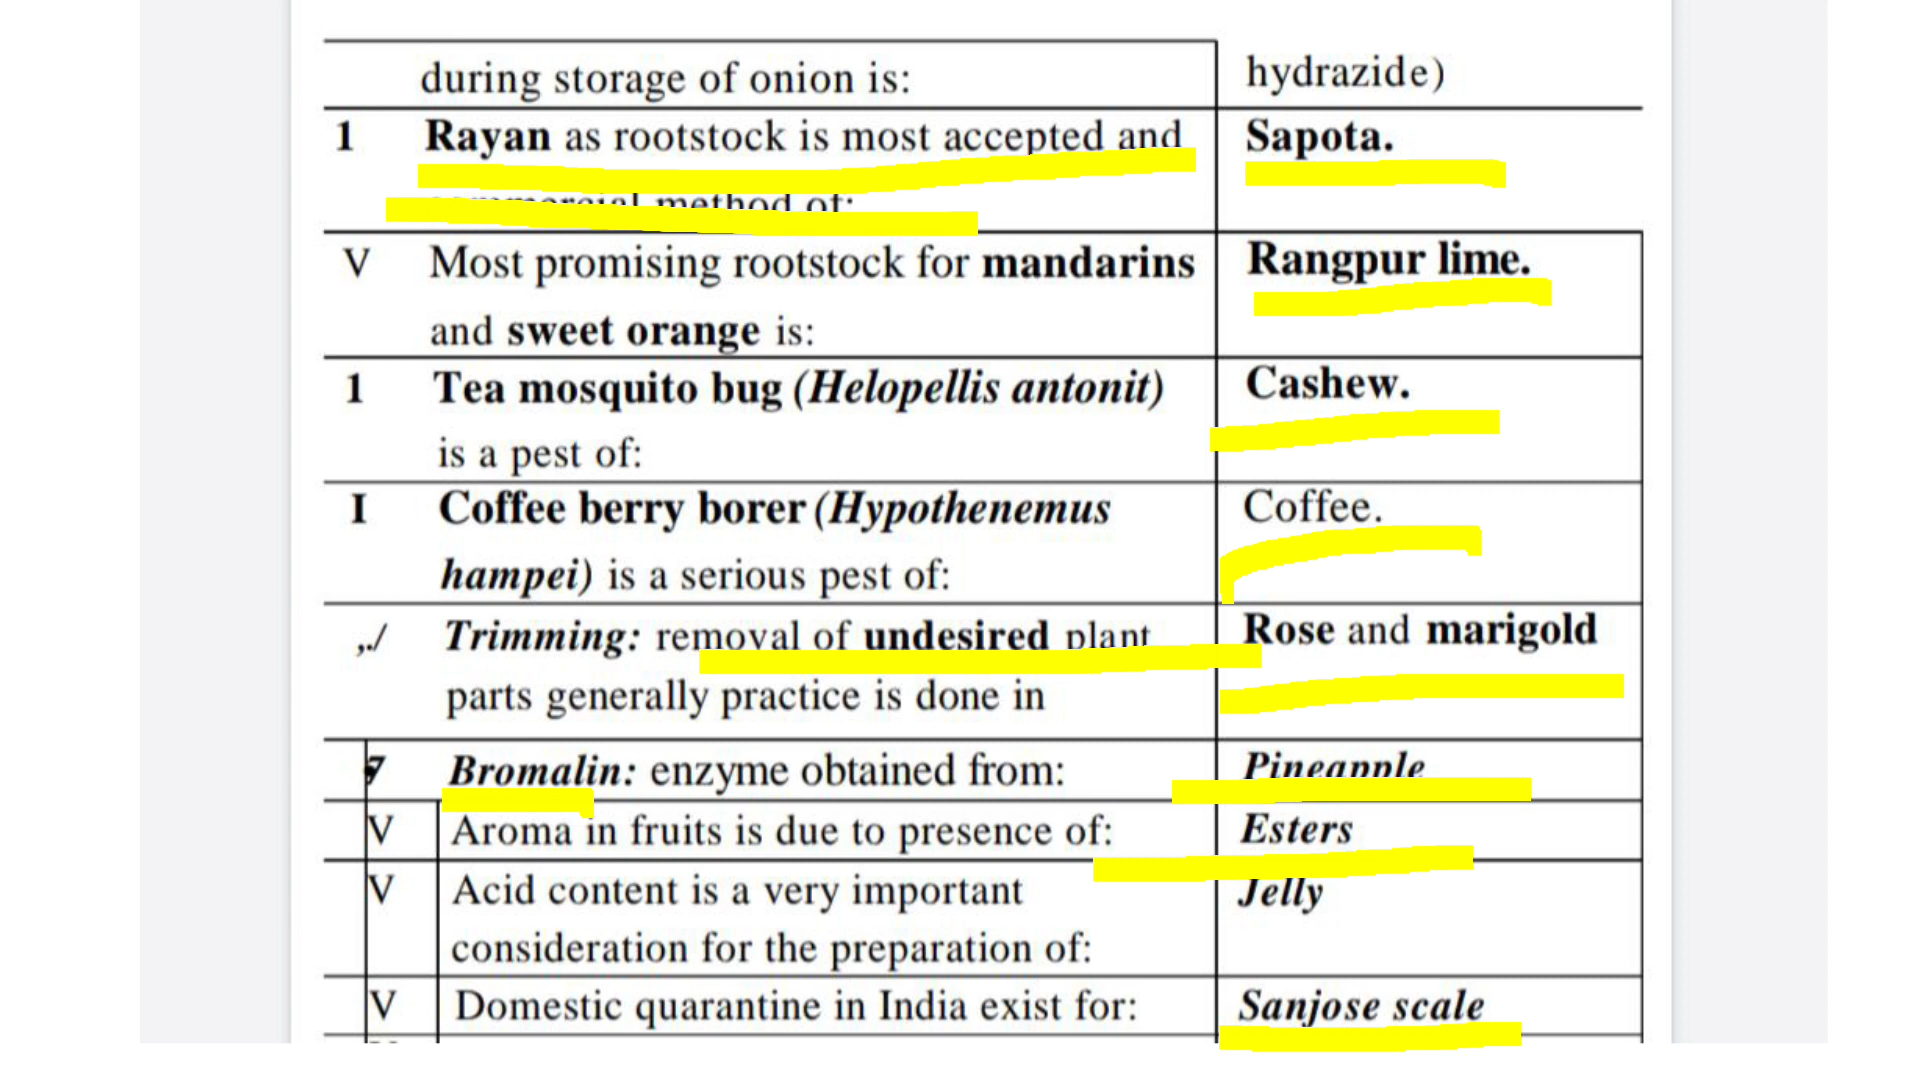 during storage of onion is: hydrazide)
1 Rayan as rootstock is most accepted and Sapota.
method of:
V Most promising rootstock for mandarins Rangpur lime.
and sweet orange is:
1 Tea mosquito bug (Helopellis antonit) Cashew.
is a pest of:
I Coffee berry borer (Hypothenemus Coffee.
hampei) is a serious pest of:
,./ Trimming: removal of undesired plant Rose and marigold
parts generally practice is done in
7 Bromalin: enzyme obtained from: Pineapple
V Aroma in fruits is due to presence of: Esters
V Acid content is a very important Jelly
consideration for the preparation of:
V Domestic quarantine in India exist for: Sanjose scale